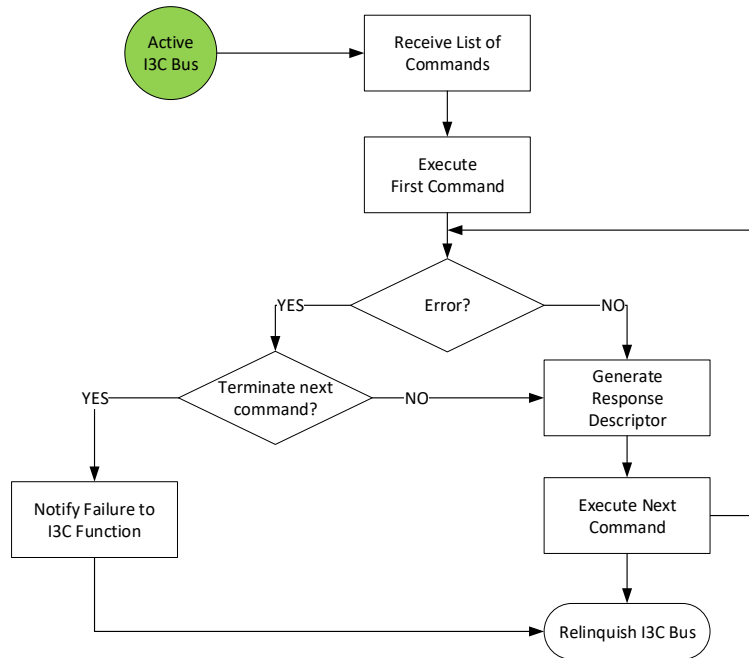 Active
I3C Bus
Receive List of
Commands
Execute
First Command
Error?
YES
NO
Terminate next
command?
YES
NO
Generate
Response
Descriptor
Notify Failure to
I3C Function
Execute Next
Command
Relinquish I3C Bus